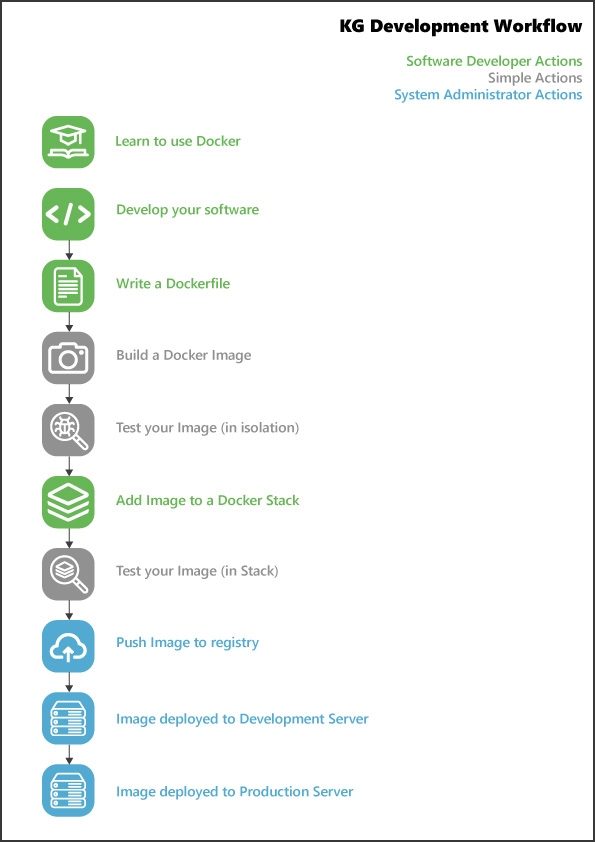 KG Development Workflow
Software Developer Actions
Simple Actions
System Administrator Actions
Learn to use Docker
Develop your software
Write a Dockerfile
Build a Docker Image
Test your Image (in isolation)
Add Image to a Docker Stack
Test your Image (in Stack)
Push Image to registry
Image deployed to Development Server
Image deployed to Production Server